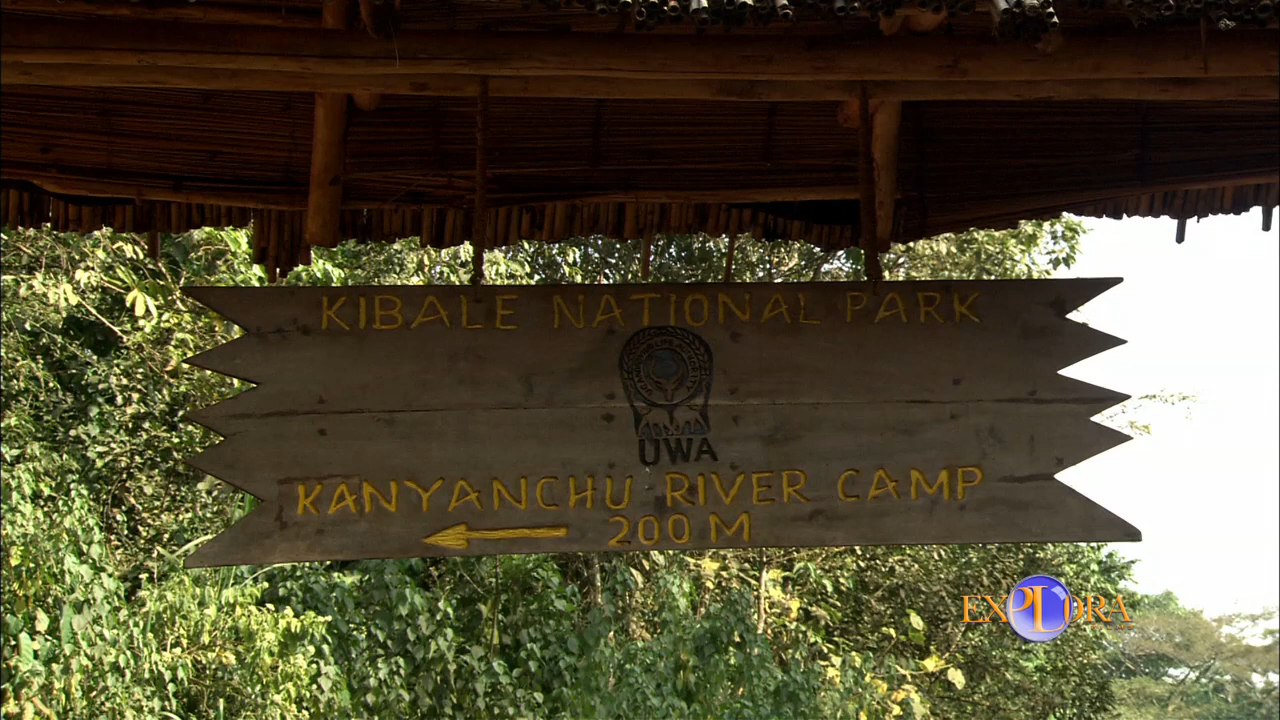 KIBALE NATIONAL PARK
UWA
KANYANCHU RIVER CAMP
200 M
EXPLORA